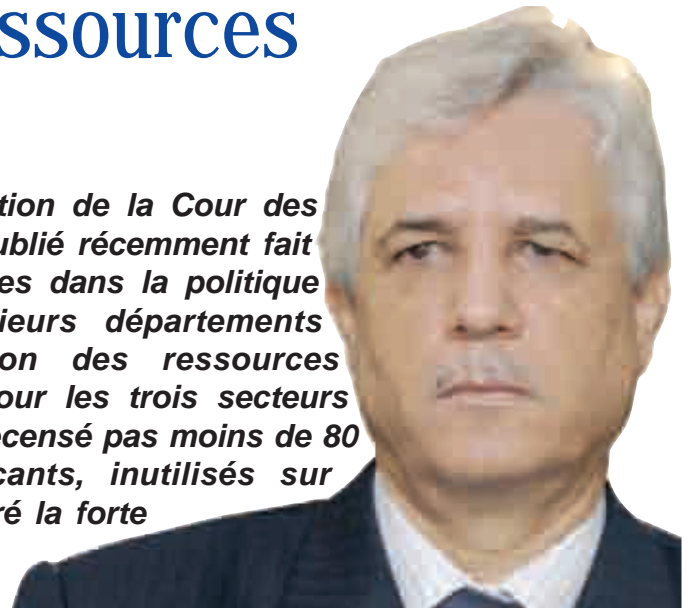 ssources
tion de la Cour des
ublié récemment fait
es dans la politique
ieurs départements
on des ressources
our les trois secteurs
ecensé pas moins de 80
cants, inutilisés sur
ré la forte